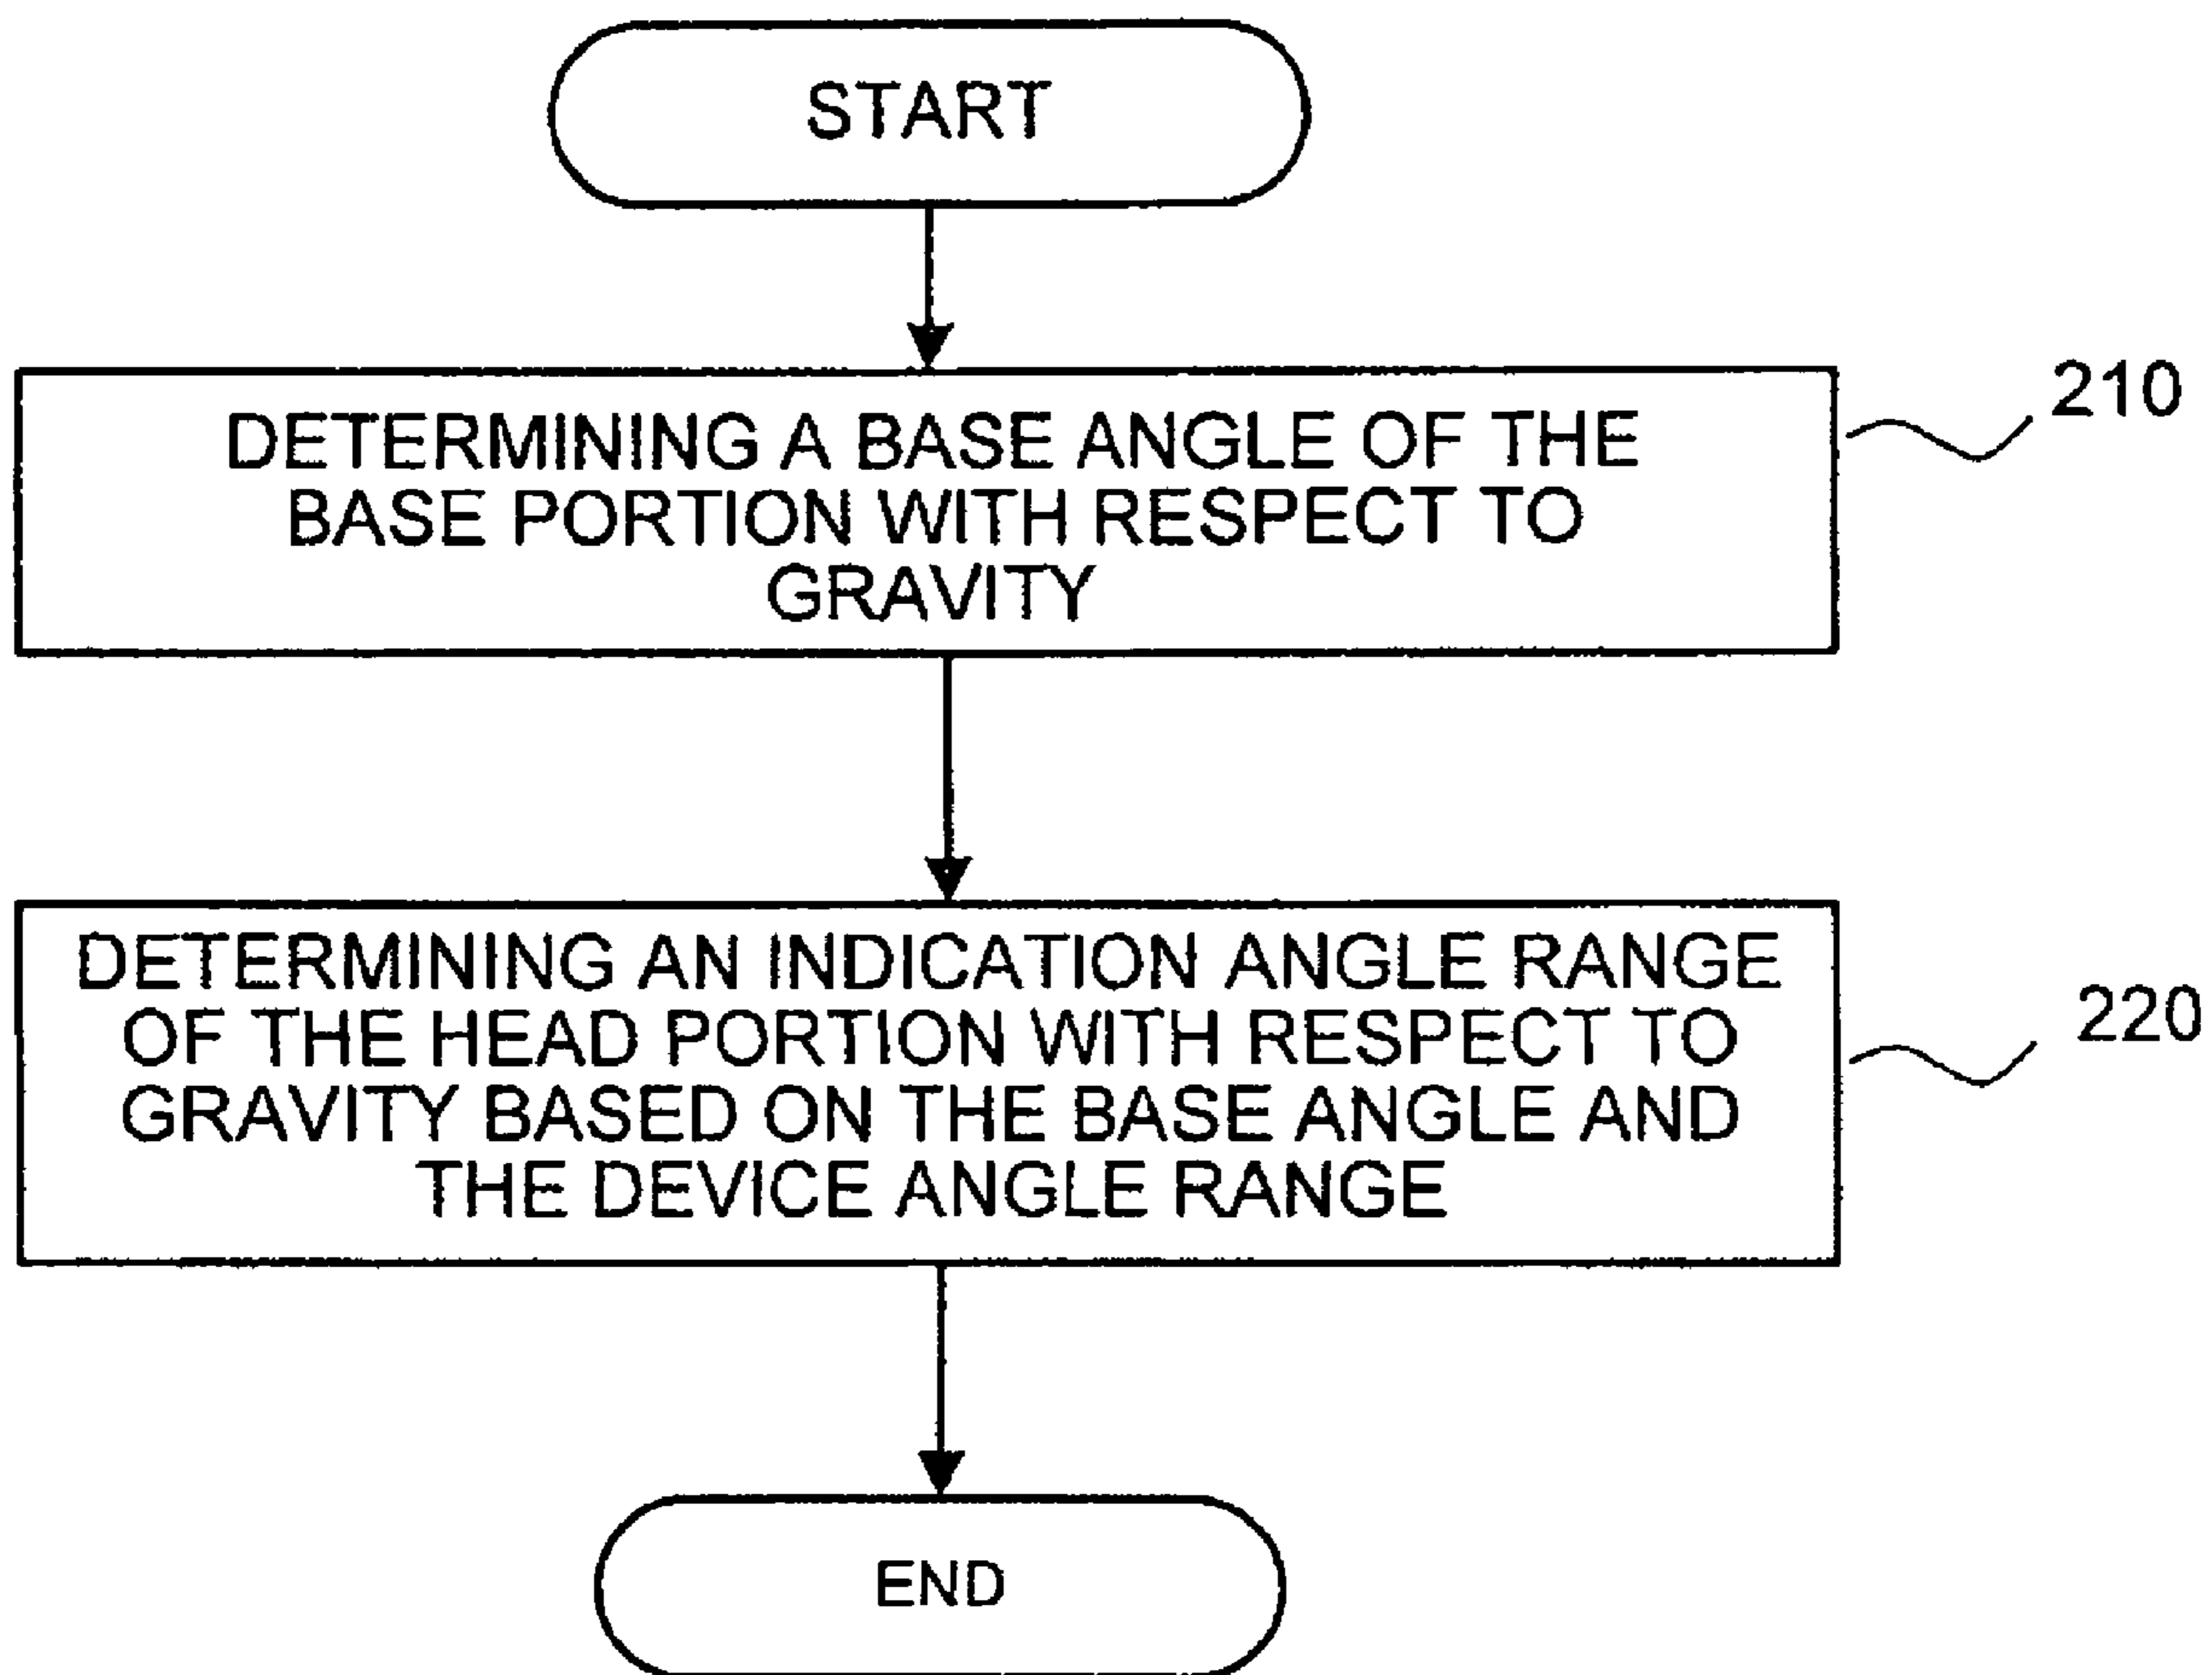 START
DETERMINING A BASE ANGLE OF THE
BASE PORTION WITH RESPECT TO
GRAVITY
210
DETERMINING AN INDICATION ANGLE RANGE
OF THE HEAD PORTION WITH RESPECT TO
GRAVITY BASED ON THE BASE ANGLE AND
THE DEVICE ANGLE RANGE
220
END